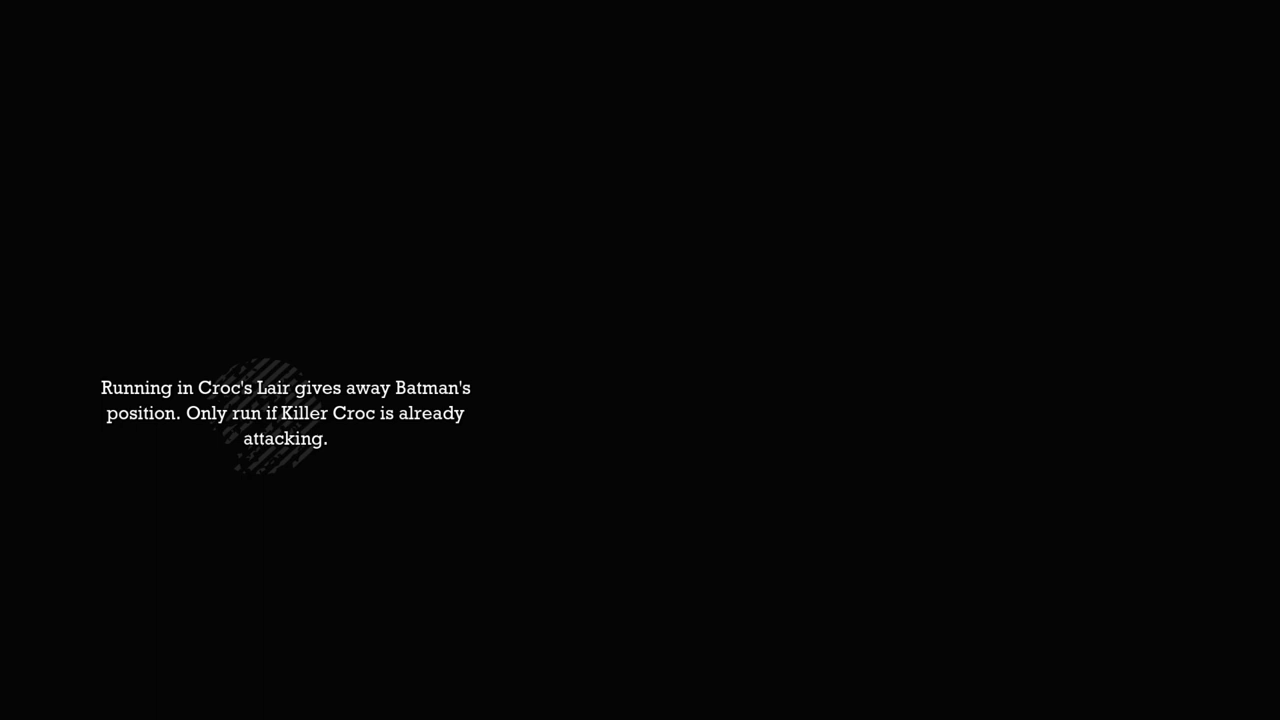 Running in Croc's Lair gives away Batman's
position. Only run if Killer Croc is already
attacking.